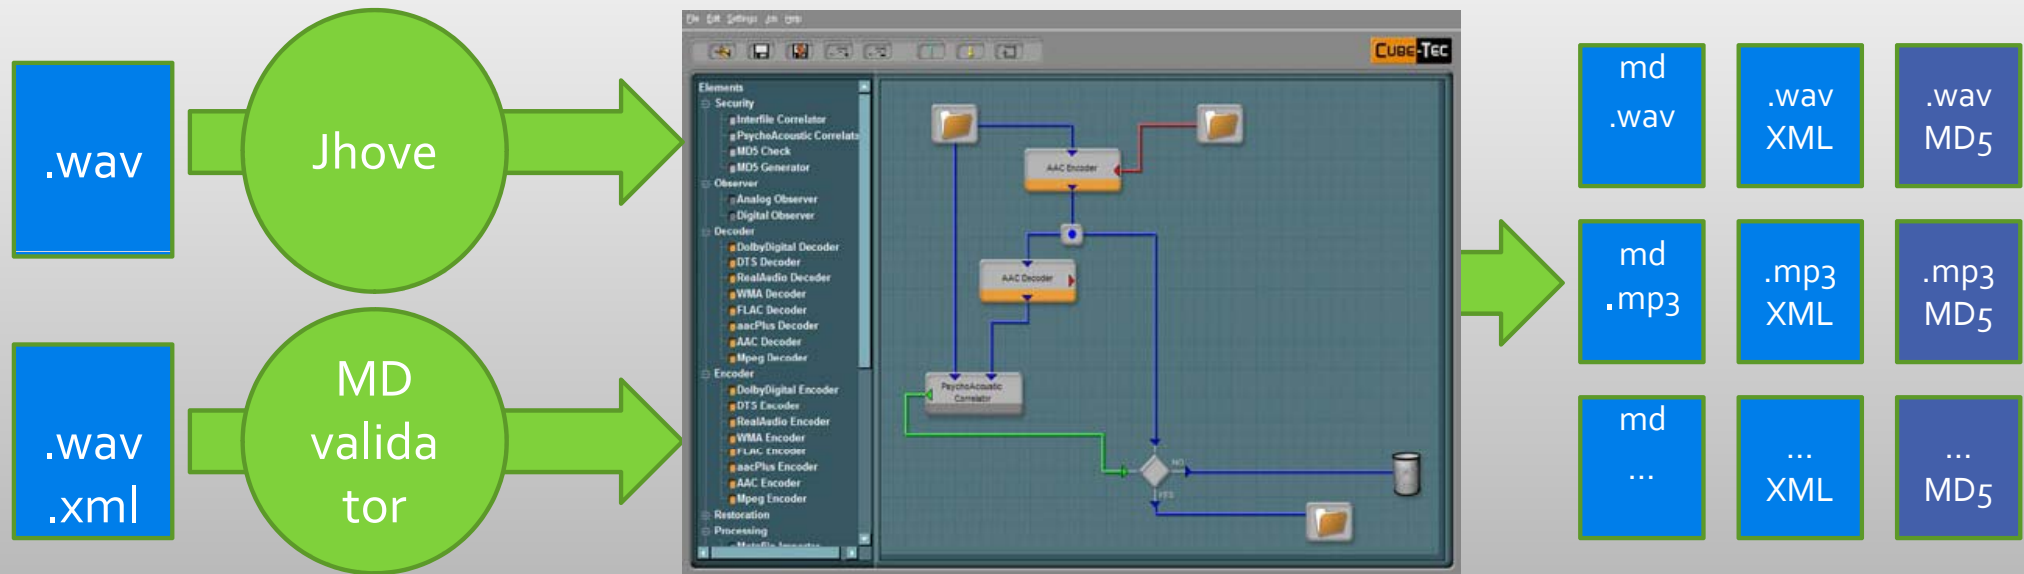 .wav
Jhove
.wav
.xml
MD
valida
tor
File Edit Settings Job Help
CUBE-TEC
Elements
Security
Interfile Correlator
PsychoAcoustic Correlato
MD5 Check
MD5 Generator
Observer
Analog Observer
Digital Observer
Decoder
DolbyDigital Decoder
DTS Decoder
RealAudio Decoder
WMA Decoder
FLAC Decoder
aacPlus Decoder
AAC Decoder
Mpeg Decoder
Encoder
DolbyDigital Encoder
DTS Encoder
RealAudio Encoder
WMA Encoder
FLAC Encoder
aacPlus Encoder
AAC Encoder
Mpeg Encoder
Restoration
Processing
Metafile Importer
AAC Encoder
AAC Decoder
PsychoAcoustic
Correlator
NO
YES
md
.wav
.wav
XML
.wav
MD5
md
.mp3
.mp3
XML
.mp3
MD5
md
...
...
XML
...
MD5